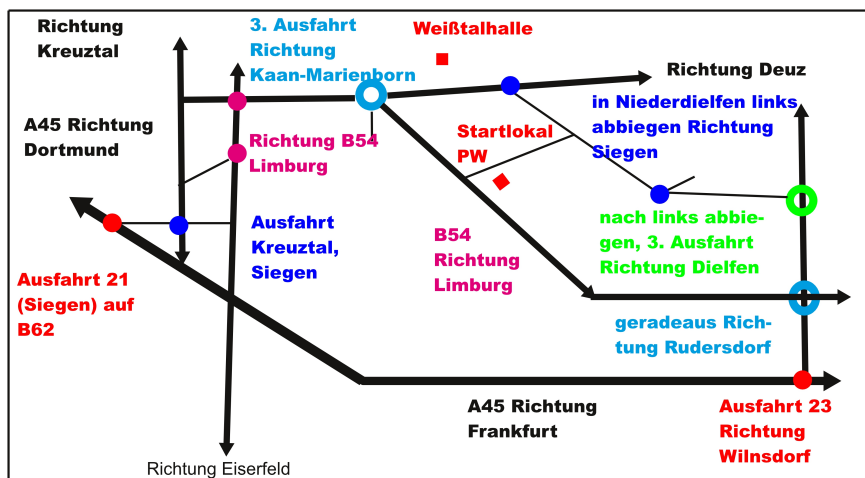 Richtung
Kreuztal
3. Ausfahrt
Richtung
Kaan-Marienborn
Weißtalhalle
Richtung Deuz
A45 Richtung
Dortmund
Richtung B54
Limburg
Startlokal
PW
in Niederdielfen links
abbiegen Richtung
Siegen
Ausfahrt
Kreuztal,
Siegen
B54
Richtung
Limburg
nach links abbie-
gen, 3. Ausfahrt
Richtung Dielfen
Ausfahrt 21
(Siegen) auf
B62
geradeaus Rich-
tung Rudersdorf
A45 Richtung
Frankfurt
Ausfahrt 23
Richtung
Wilnsdorf
Richtung Eiserfeld